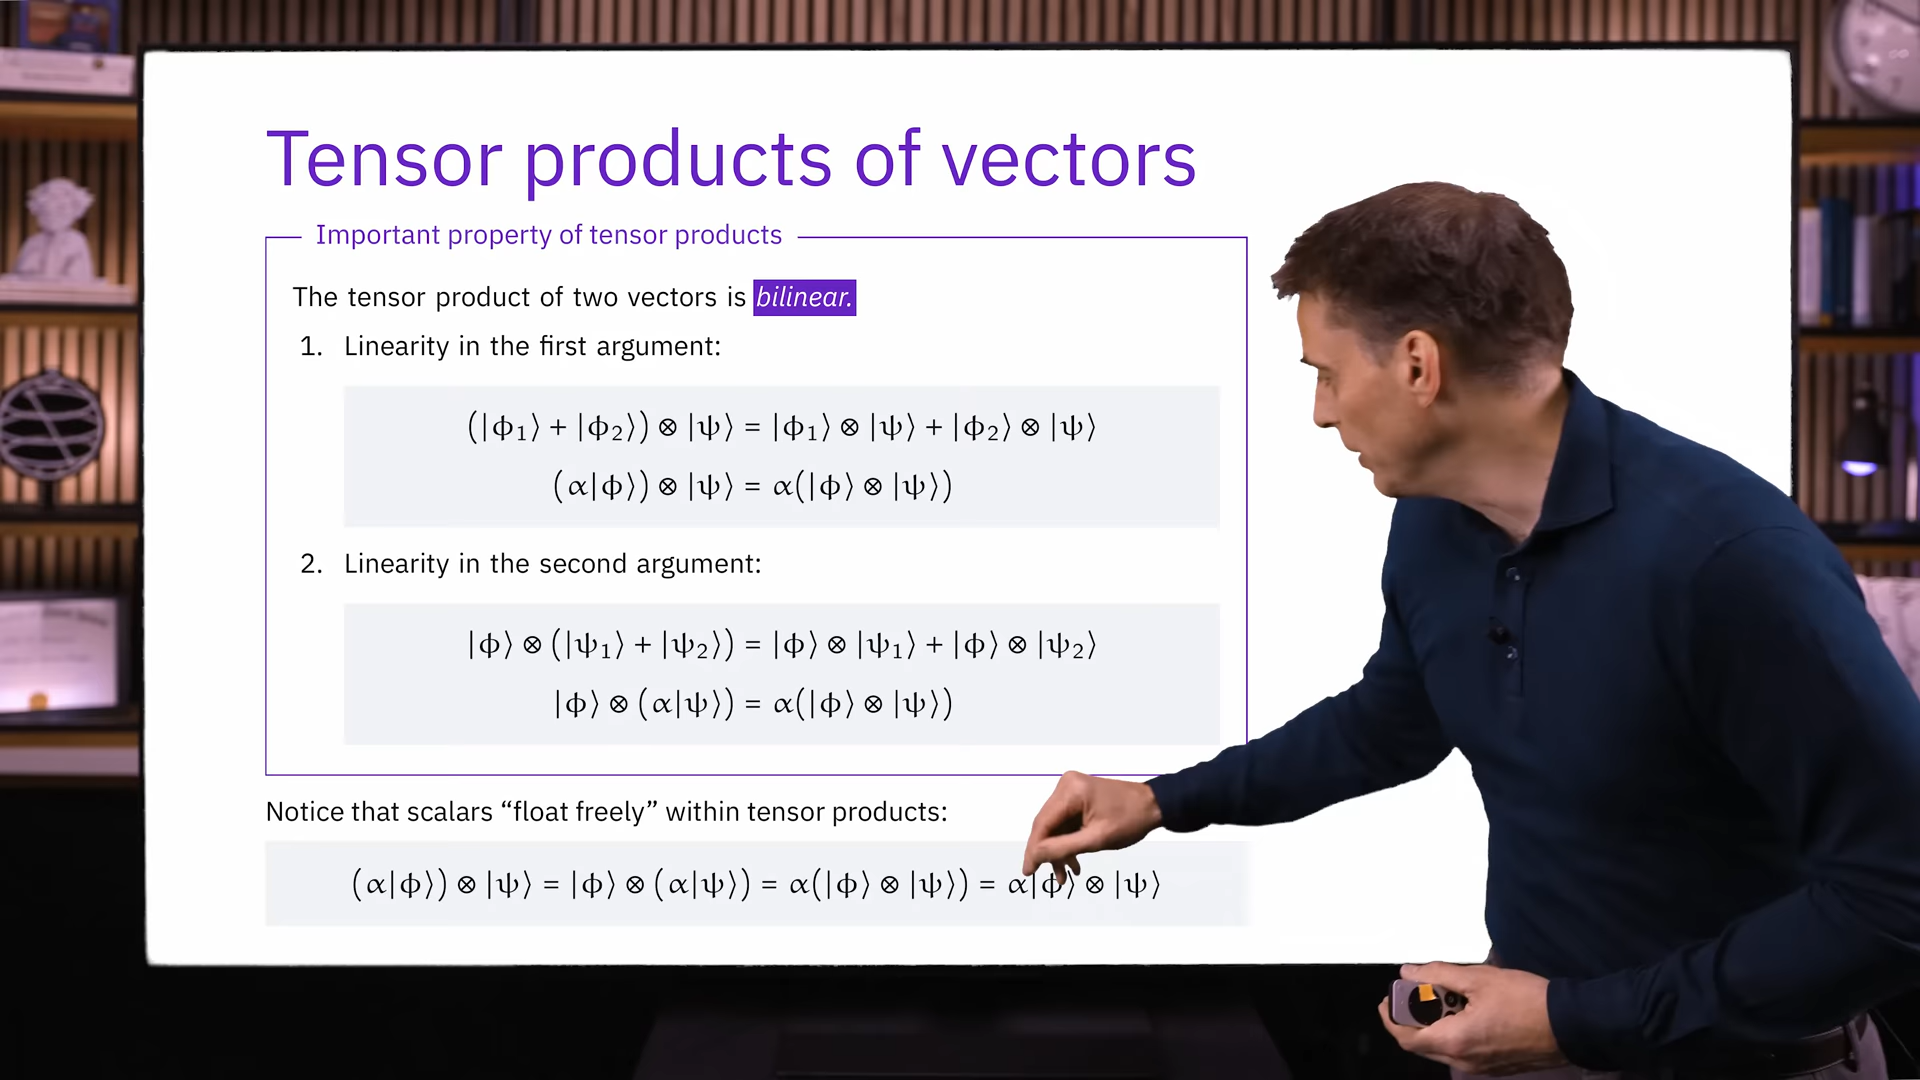 Tensor products of vectors
Important property of tensor products
The tensor product of two vectors is bilinear.
1. Linearity in the first argument:
(|ϕ₁⟩ + |ϕ₂⟩) ⊗ |ψ⟩ = |ϕ₁⟩ ⊗ |ψ⟩ + |ϕ₂⟩ ⊗ |ψ⟩
(α|ϕ⟩) ⊗ |ψ⟩ = α(|ϕ⟩ ⊗ |ψ⟩)
2. Linearity in the second argument:
|ϕ⟩ ⊗ (|ψ₁⟩ + |ψ₂⟩) = |ϕ⟩ ⊗ |ψ₁⟩ + |ϕ⟩ ⊗ |ψ₂⟩
|ϕ⟩ ⊗ (α|ψ⟩) = α(|ϕ⟩ ⊗ |ψ⟩)
Notice that scalars “float freely” within tensor products:
(α|ϕ⟩) ⊗ |ψ⟩ = |ϕ⟩ ⊗ (α|ψ⟩) = α(|ϕ⟩ ⊗ |ψ⟩) = α|ϕ⟩ ⊗ |ψ⟩